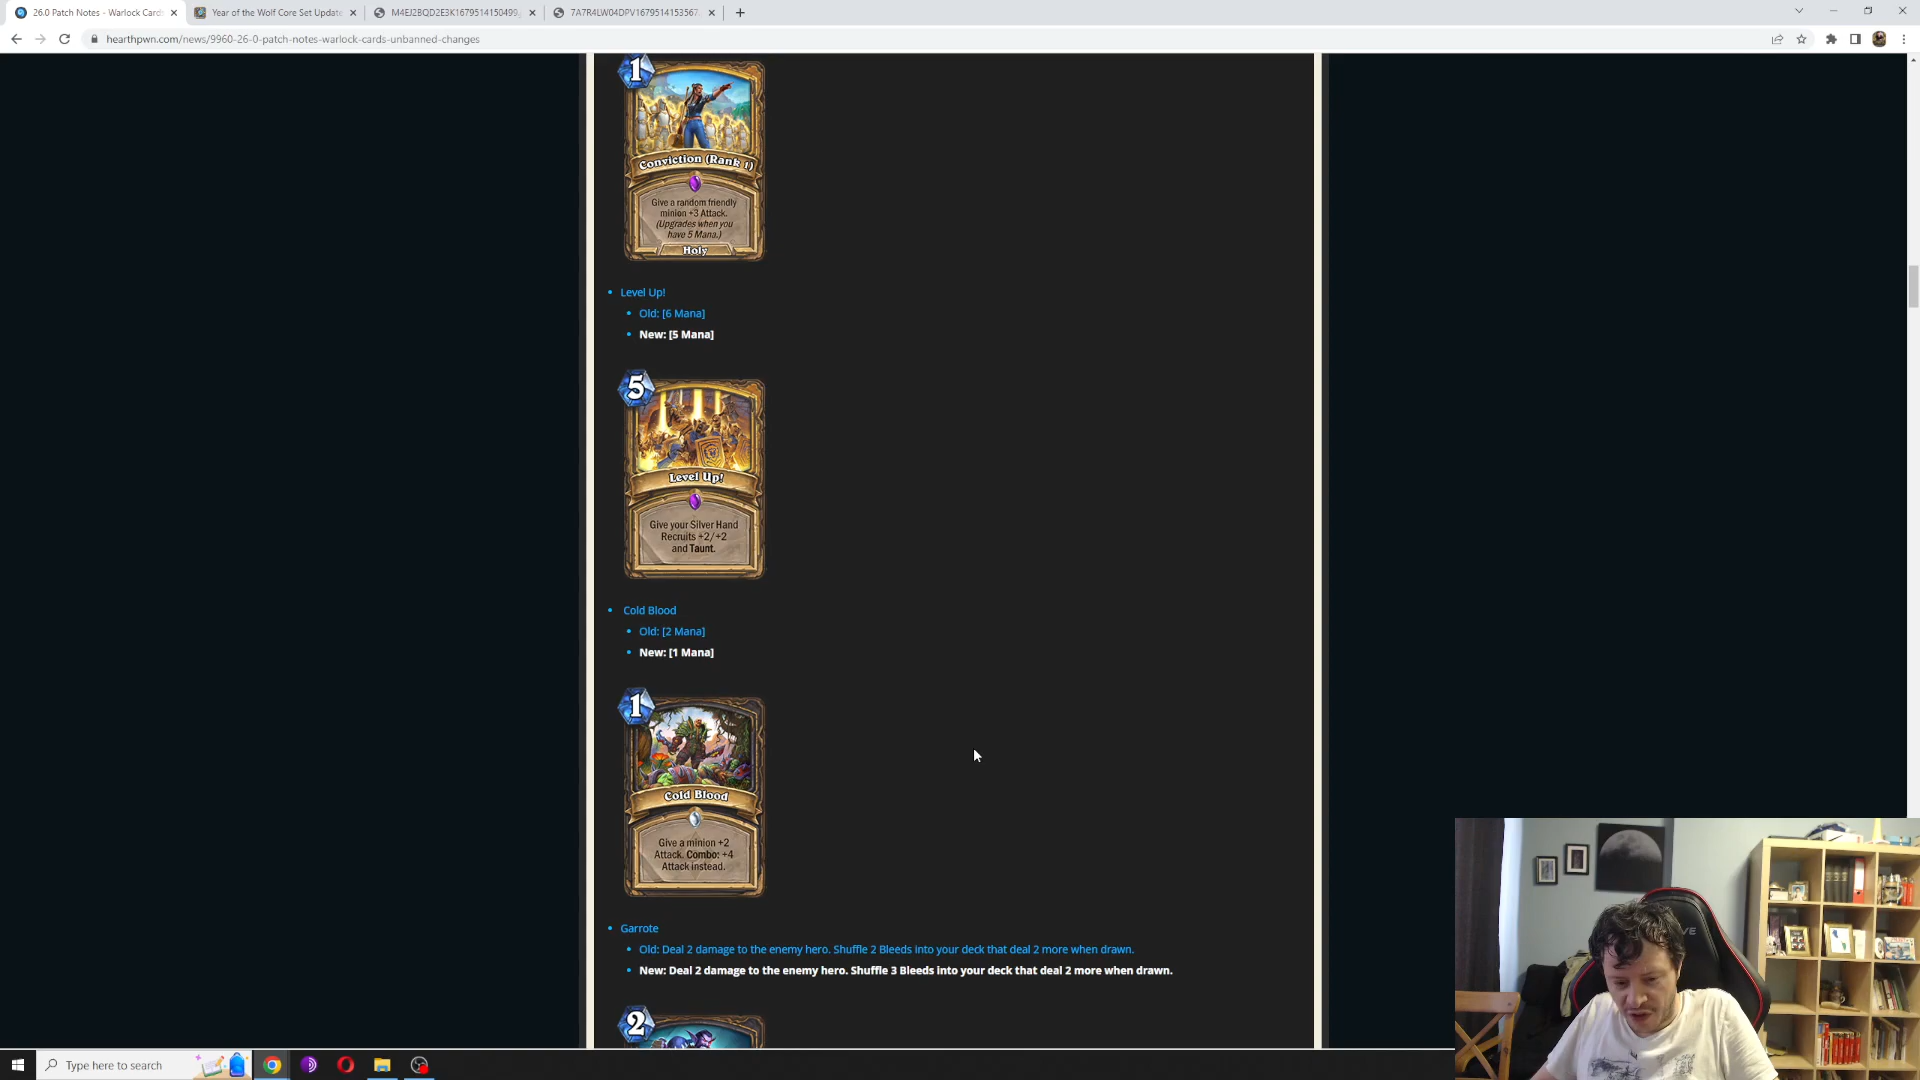 26.0 Patch Notes - Warlock Card
Year of the Wolf Core Set Update
M4EJ2BQD2E3K1679514150499
7A7R4LW04DPV1679514153567
hearthpwn.com/news/9960-26-0-patch-notes-warlock-cards-unbanned-changes
1
Conviction (Rank 1)
Give a random friendly
minion +3 Attack.
(Upgrades when you
have 5 Mana.)
Holy
Level Up!
Old: [6 Mana]
New: [5 Mana]
5
Level Up!
Give your Silver Hand
Recruits +2/+2
and Taunt.
Cold Blood
Old: [2 Mana]
New: [1 Mana]
1
Cold Blood
Give a minion +2
Attack. Combo: +4
Attack instead.
Garrote
Old: Deal 2 damage to the enemy hero. Shuffle 2 Bleeds into your deck that deal 2 more when drawn.
New: Deal 2 damage to the enemy hero. Shuffle 3 Bleeds into your deck that deal 2 more when drawn.
2
Type here to search